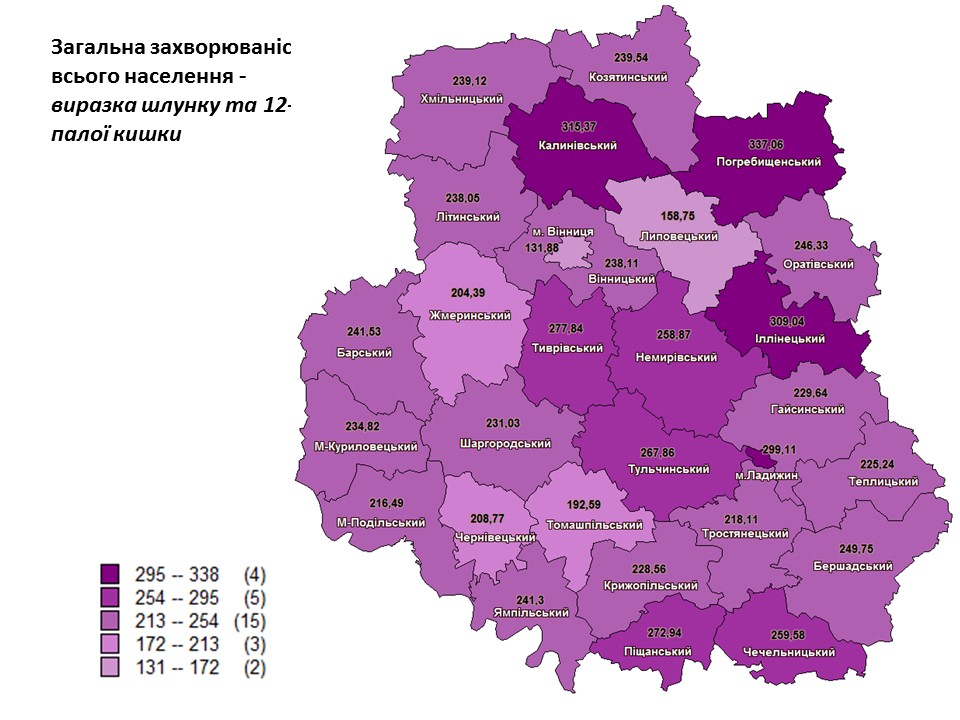 Загальна захворюваніс
всього населення -
виразка шлунку та 12-
палої кишки
239,54
Козятинський
239,12
Хмільницький
315,37
Калинівський
337,06
Погребищенський
238,05
Літинський
158,75
Липовецький
м. Вінниця
131,88
246,33
Оратівський
238,11
Вінницький
204,39
Жмеринський
309,04
Іллінецький
241,53
Барський
277,84
Тиврівський
258,87
Немирівський
229,64
Гайсинський
234,82
М-Куриловецький
231,03
Шаргородський
267,86
Тульчинський
299,11
м.Ладижин
225,24
Теплицький
216,49
М-Подільський
208,77
Чернівецький
192,59
Томашпільський
218,11
Тростянецький
249,75
Бершадський
228,56
Крижопільський
241,3
Ямпільський
272,94
Піщанський
259,58
Чечельницький
295 -- 338 (4)
254 -- 295 (5)
213 -- 254 (15)
172 -- 213 (3)
131 -- 172 (2)